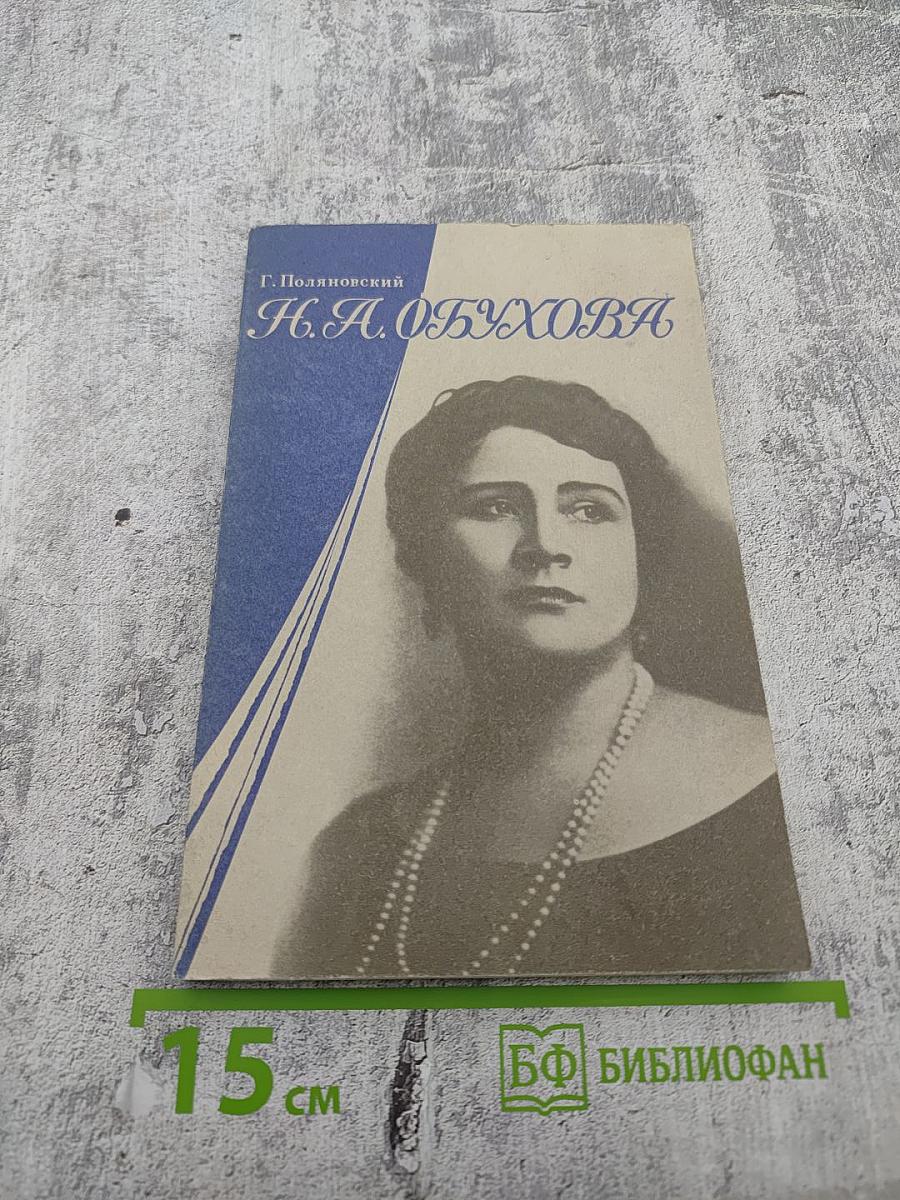 Г. Поляновский
Н. А. ОБУХОВА
15 см
БФ БИБЛИОФАН